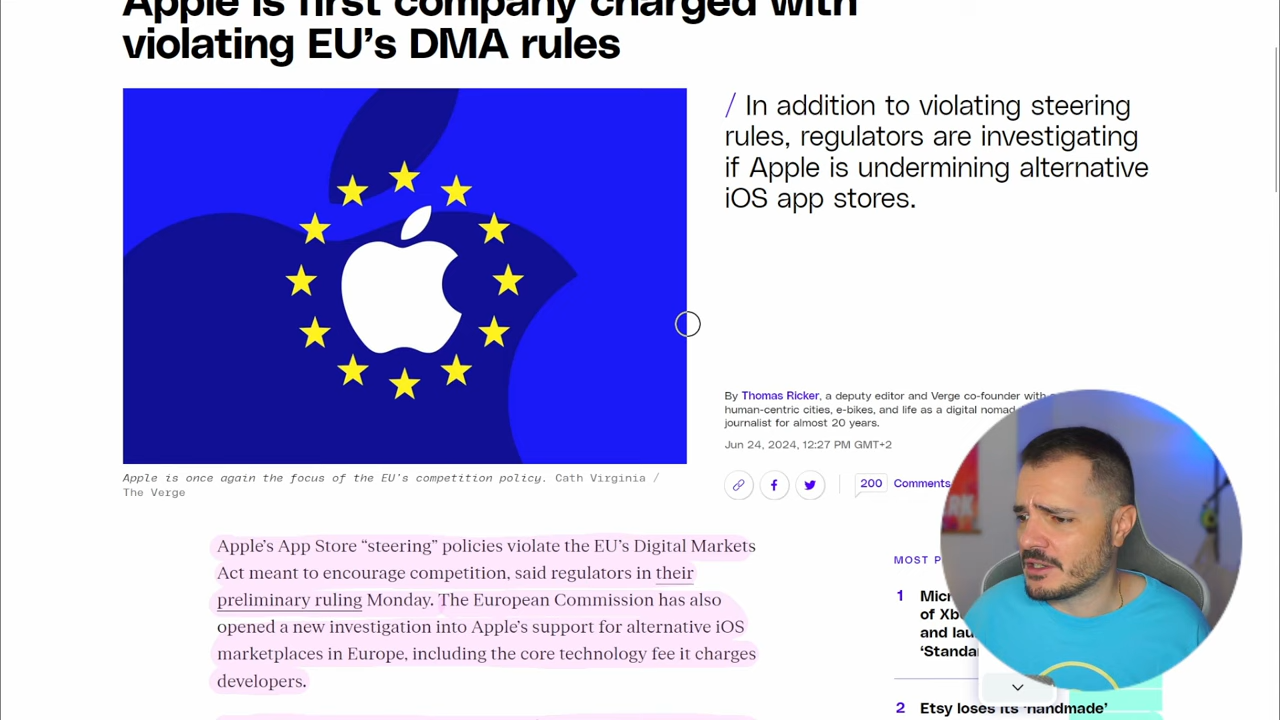 Apple is first company charged with
violating EU’s DMA rules
/ In addition to violating steering
rules, regulators are investigating
if Apple is undermining alternative
iOS app stores.
By Thomas Ricker, a deputy editor and Verge co-founder with
human-centric cities, e-bikes, and life as a digital nomad
journalist for almost 20 years.
Jun 24, 2024, 12:27 PM GMT+2
200 Comments
Apple is once again the focus of the EU’s competition policy. Cath Virginia /
The Verge
Apple’s App Store “steering” policies violate the EU’s Digital Markets
Act meant to encourage competition, said regulators in their
preliminary ruling Monday. The European Commission has also
opened a new investigation into Apple’s support for alternative iOS
marketplaces in Europe, including the core technology fee it charges
developers.
MOST P
1 Micr
of Xb
and lau
‘Standa
2 Etsy loses its ‘handmade’